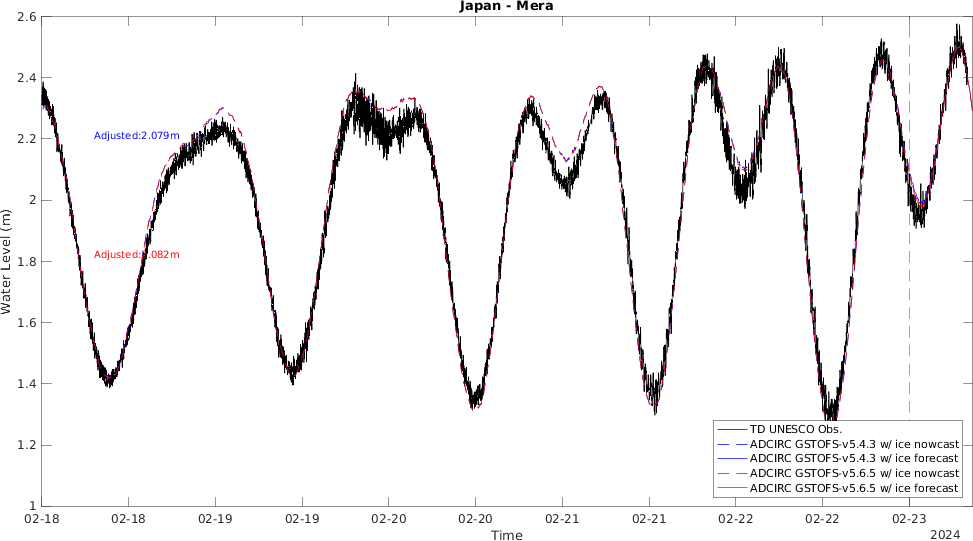 Japan - Mera
2.6
2.4
2.2
2
1.8
1.6
1.4
1.2
1
Water Level (m)
Adjusted:2.079m
Adjusted:2.082m
TD UNESCO Obs.
ADCIRC GSTOFS-v5.4.3 w/ ice nowcast
ADCIRC GSTOFS-v5.4.3 w/ ice forecast
ADCIRC GSTOFS-v5.6.5 w/ ice nowcast
ADCIRC GSTOFS-v5.6.5 w/ ice forecast
02-18 02-18 02-19 02-19 02-20 02-20 02-21 02-21 02-22 02-22 02-23
Time
2024